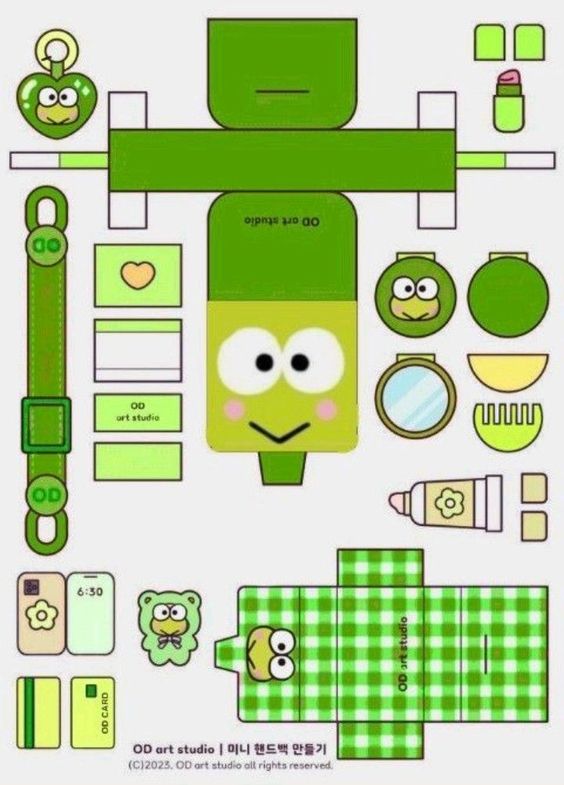 OD art studio
OD
OD
art studio
OD
6:30
OD art studio
OD CARD
OD art studio | 미니 핸드백 만들기
(C)2023. OD art studio all rights reserved.